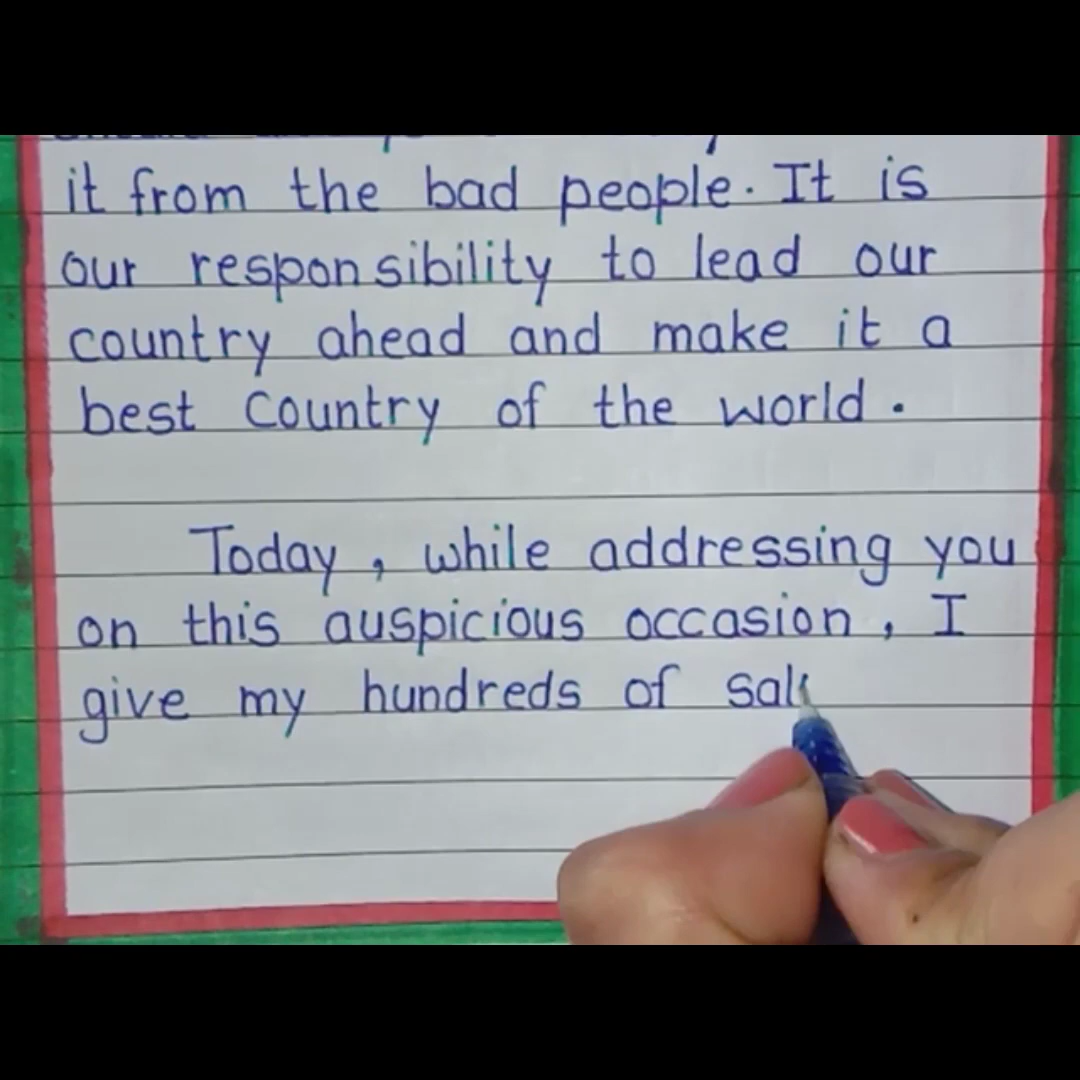 it from the bad people. It is
our responsibility to lead our
country ahead and make it a
best Country of the world.
Today, while addressing you
on this auspicious occasion, I
give my hundreds of